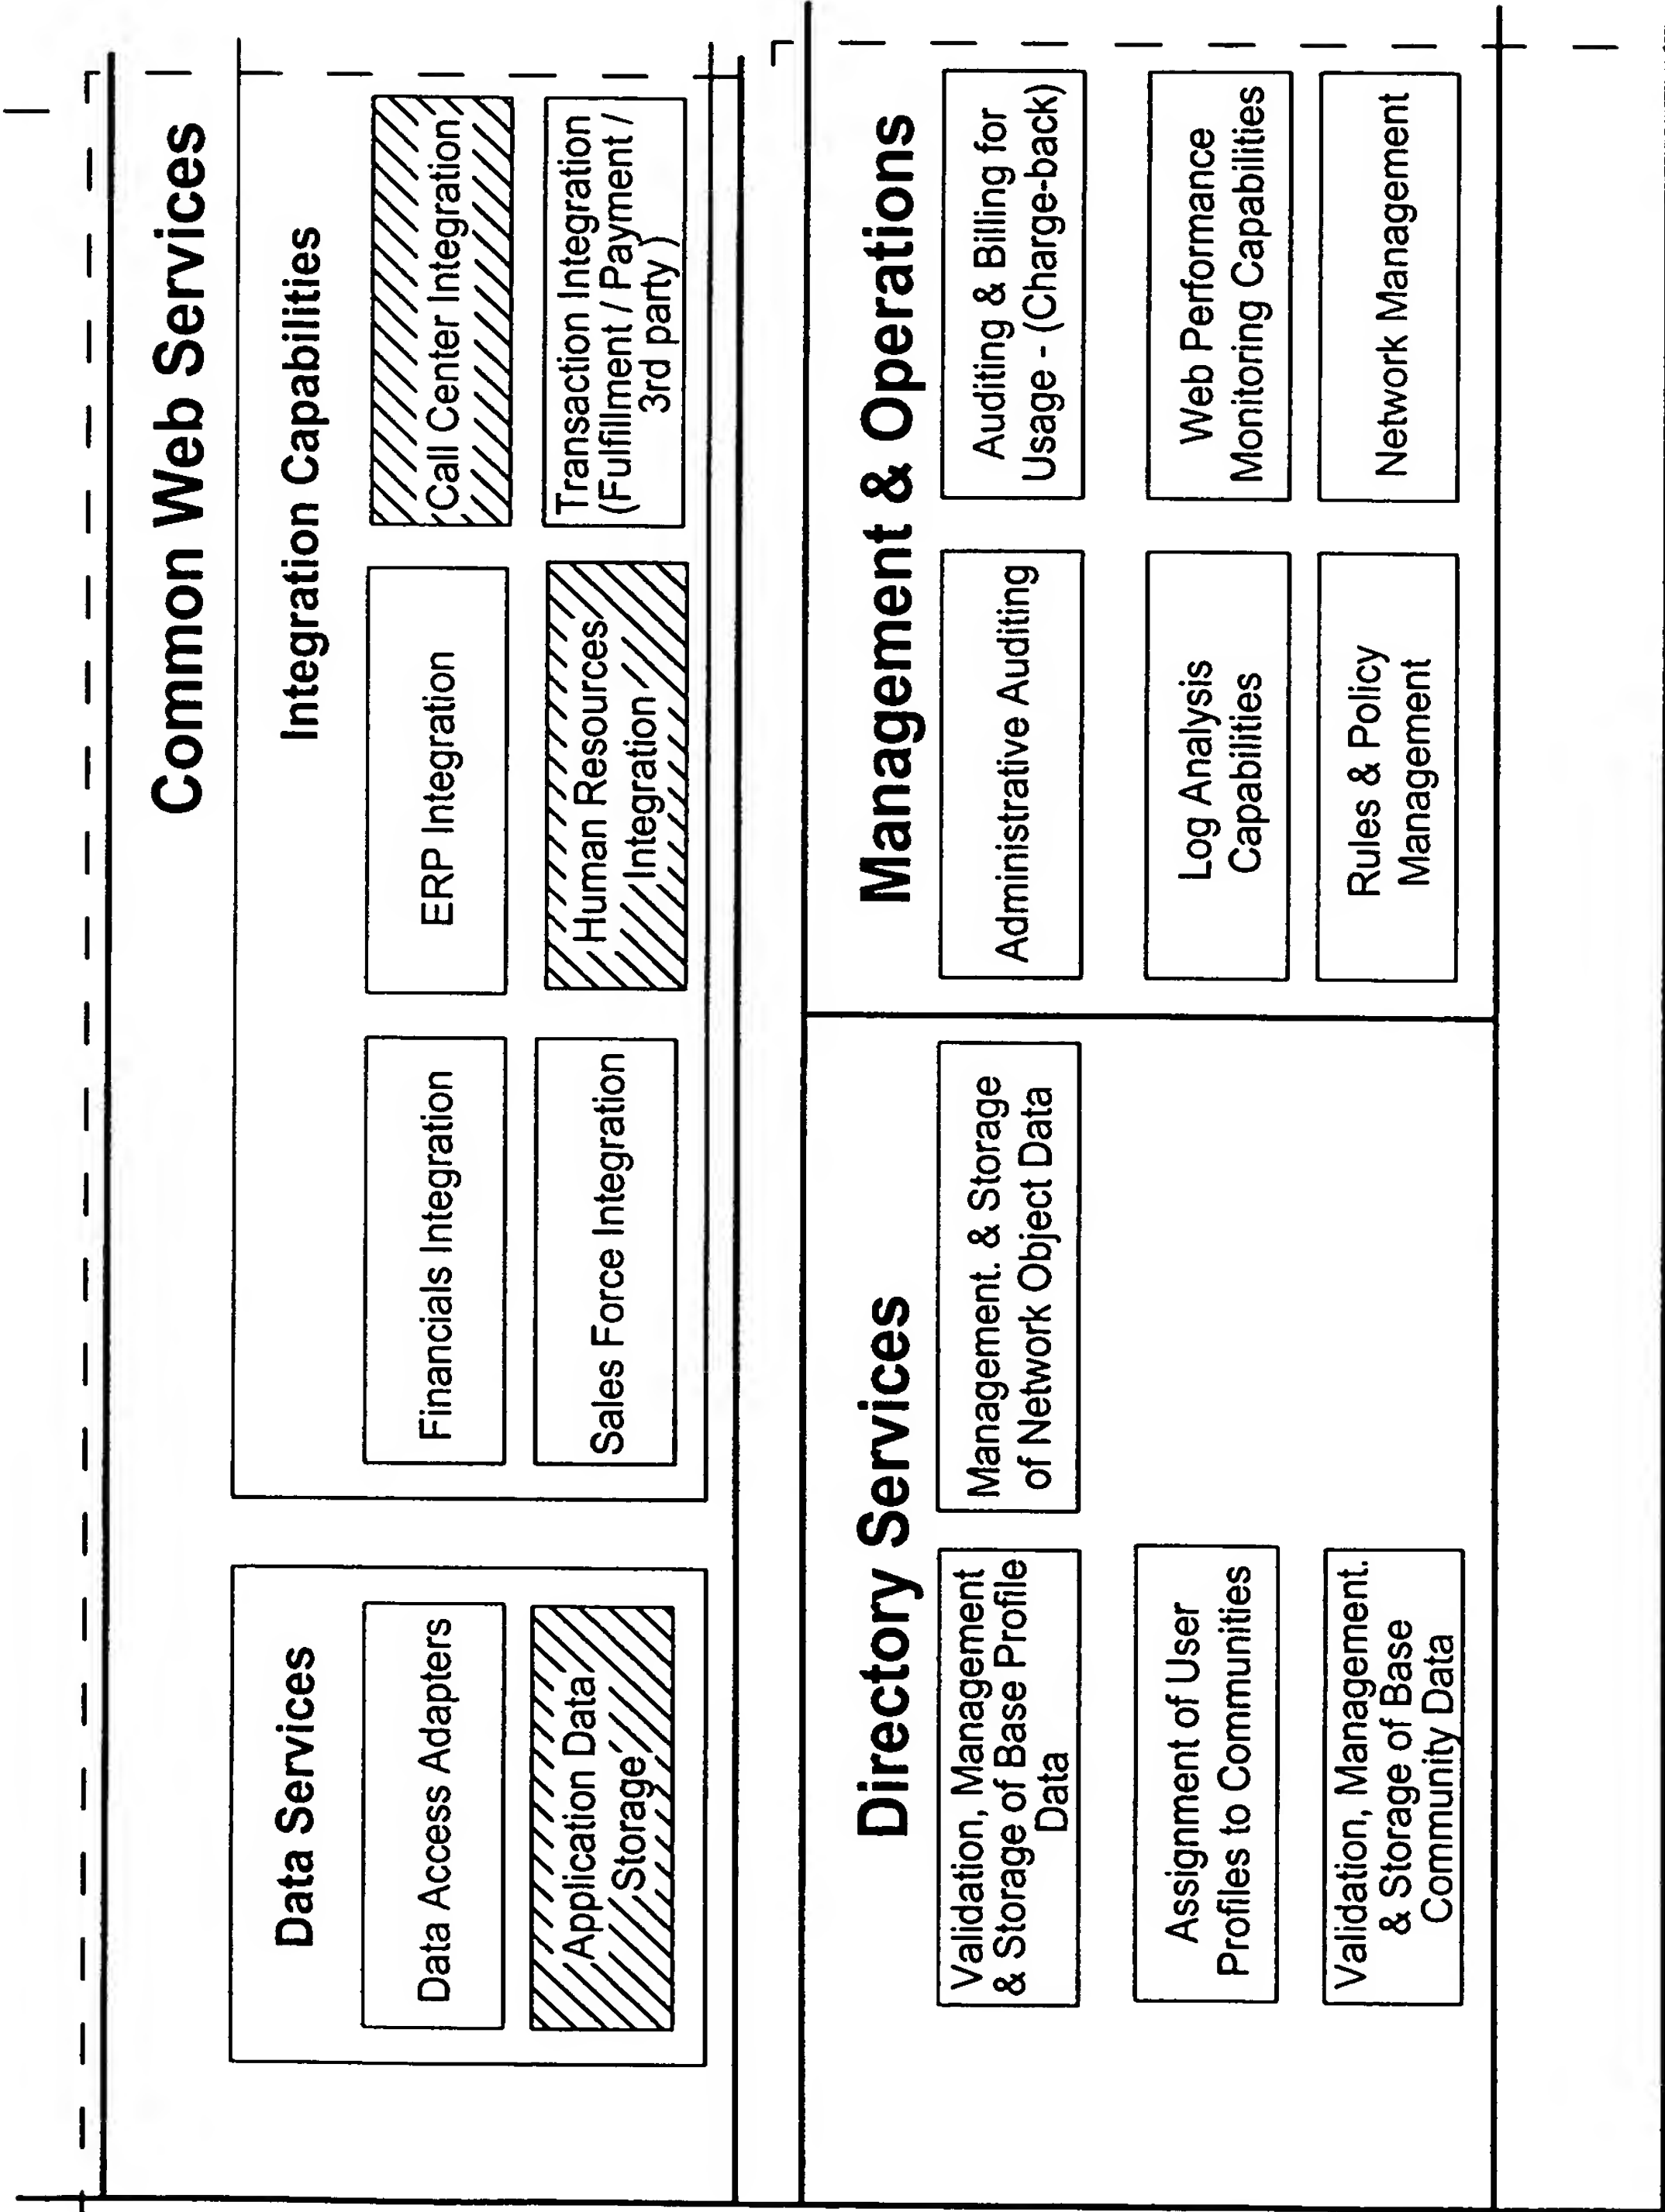 Common Web Services
Data Services
Data Access Adapters
Application Data
Storage
Integration Capabilities
Financials Integration
ERP Integration
Call Center Integration
Sales Force Integration
Human Resources
Integration
Transaction Integration
(Fulfillment / Payment /
3rd party )
Directory Services
Validation, Management
& Storage of Base Profile
Data
Management. & Storage
of Network Object Data
Assignment of User
Profiles to Communities
Validation, Management.
& Storage of Base
Community Data
Management & Operations
Administrative Auditing
Auditing & Billing for
Usage - (Charge-back)
Log Analysis
Capabilities
Web Performance
Monitoring Capabilities
Rules & Policy
Management
Network Management